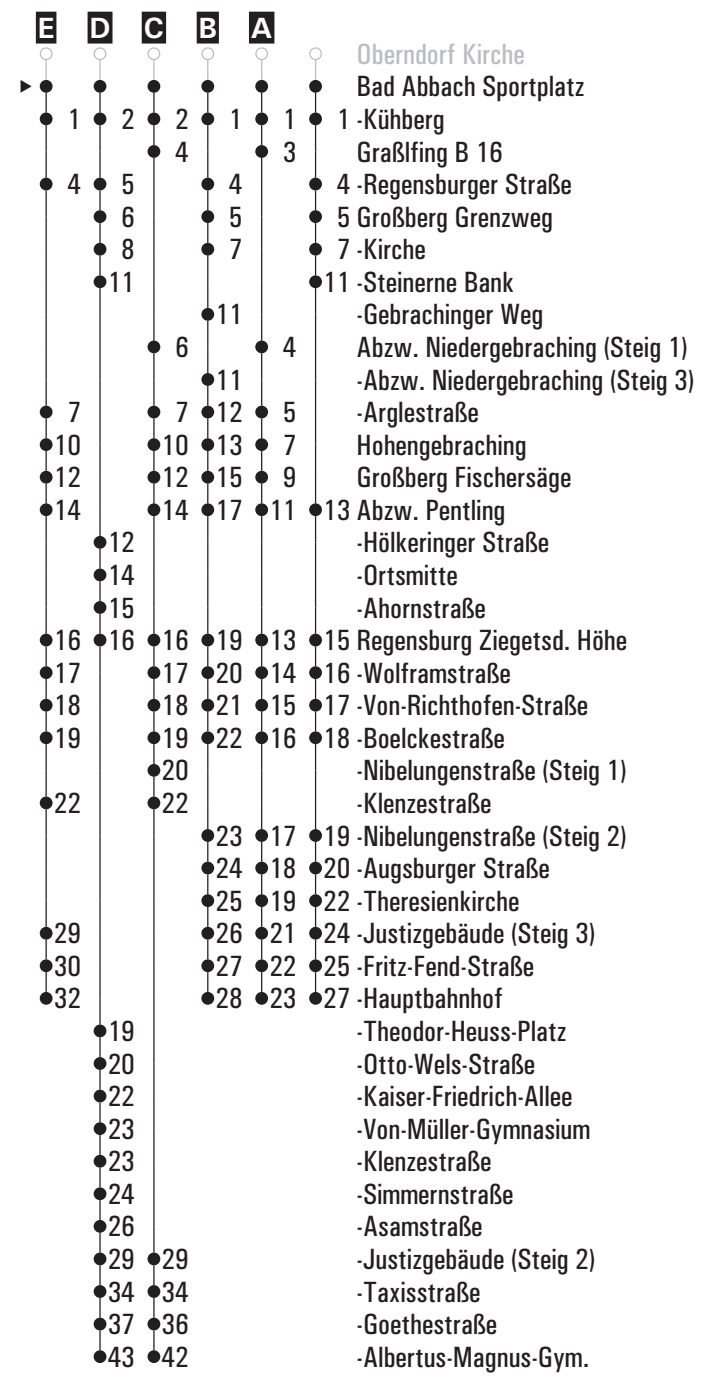 E D C B A
Oberndorf Kirche
Bad Abbach Sportplatz
1 2 2 1 1 1 -Kühberg
4 3 Graßlfing B 16
4 5 4 4 -Regensburger Straße
6 5 5 Großberg Grenzweg
8 7 7 -Kirche
11 11 -Steinerne Bank
11 -Gebrachinger Weg
6 4 Abzw. Niedergebraching (Steig 1)
11 -Abzw. Niedergebraching (Steig 3)
7 7 12 5 -Arglestraße
10 10 13 7 Hohengebraching
12 12 15 9 Großberg Fischersäge
14 14 17 11 13 Abzw. Pentling
12 -Hölkeringer Straße
14 -Ortsmitte
15 -Ahornstraße
16 16 16 19 13 15 Regensburg Ziegetsd. Höhe
17 17 20 14 16 -Wolframstraße
18 18 21 15 17 -Von-Richthofen-Straße
19 19 22 16 18 -Boelckestraße
20 -Nibelungenstraße (Steig 1)
22 22 -Klenzestraße
23 17 19 -Nibelungenstraße (Steig 2)
24 18 20 -Augsburger Straße
25 19 22 -Theresienkirche
29 26 21 24 -Justizgebäude (Steig 3)
30 27 22 25 -Fritz-Fend-Straße
32 28 23 27 -Hauptbahnhof
19 -Theodor-Heuss-Platz
20 -Otto-Wels-Straße
22 -Kaiser-Friedrich-Allee
23 -Von-Müller-Gymnasium
23 -Klenzestraße
24 -Simmernstraße
26 -Asamstraße
29 29 -Justizgebäude (Steig 2)
34 34 -Taxisstraße
37 36 -Goethestraße
43 42 -Albertus-Magnus-Gym.